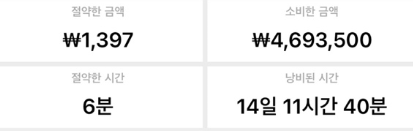 절약한 금액
₩1,397
소비한 금액
₩4,693,500
절약한 시간
6분
낭비된 시간
14일 11시간 40분